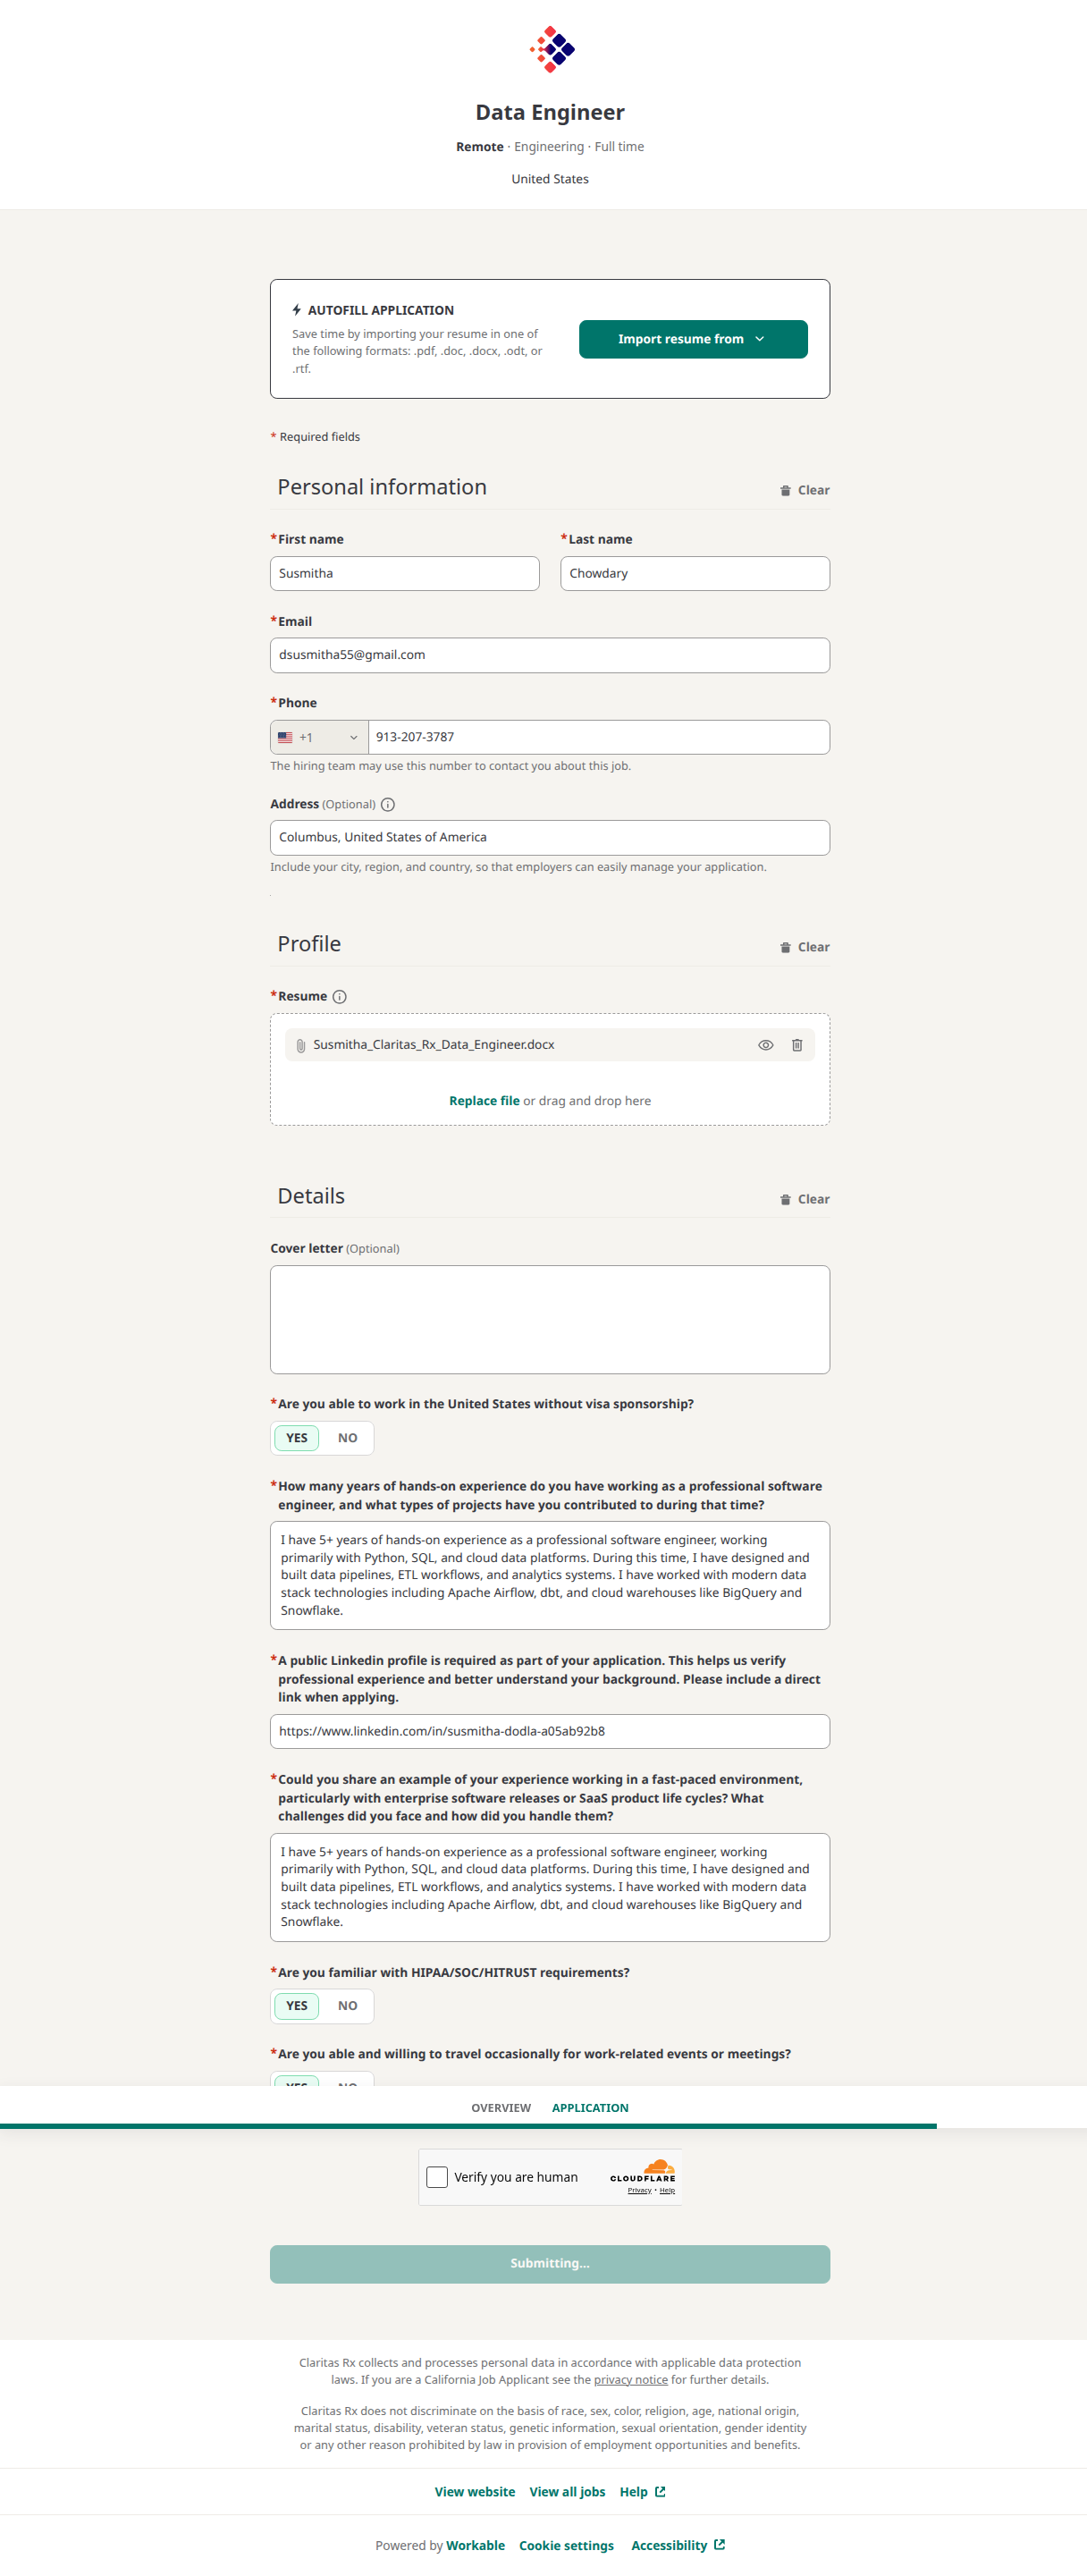 Data Engineer
Remote · Engineering · Full time
United States
AUTOFILL APPLICATION
Save time by importing your resume in one of
the following formats: .pdf, .doc, .docx, .odt, or
.rtf.
Import resume from
* Required fields
Personal information
Clear
*First name
*Last name
Susmitha
Chowdary
*Email
dsusmitha55@gmail.com
*Phone
+1
913-207-3787
The hiring team may use this number to contact you about this job.
Address (Optional)
Columbus, United States of America
Include your city, region, and country, so that employers can easily manage your application.
Profile
Clear
*Resume
Susmitha_Claritas_Rx_Data_Engineer.docx
Replace file or drag and drop here
Details
Clear
Cover letter (Optional)
*Are you able to work in the United States without visa sponsorship?
YES NO
*How many years of hands-on experience do you have working as a professional software
engineer, and what types of projects have you contributed to during that time?
I have 5+ years of hands-on experience as a professional software engineer, working
primarily with Python, SQL, and cloud data platforms. During this time, I have designed and
built data pipelines, ETL workflows, and analytics systems. I have worked with modern data
stack technologies including Apache Airflow, dbt, and cloud warehouses like BigQuery and
Snowflake.
*A public Linkedin profile is required as part of your application. This helps us verify
professional experience and better understand your background. Please include a direct
link when applying.
https://www.linkedin.com/in/susmitha-dodla-a05ab92b8
*Could you share an example of your experience working in a fast-paced environment,
particularly with enterprise software releases or SaaS product life cycles? What
challenges did you face and how did you handle them?
I have 5+ years of hands-on experience as a professional software engineer, working
primarily with Python, SQL, and cloud data platforms. During this time, I have designed and
built data pipelines, ETL workflows, and analytics systems. I have worked with modern data
stack technologies including Apache Airflow, dbt, and cloud warehouses like BigQuery and
Snowflake.
*Are you familiar with HIPAA/SOC/HITRUST requirements?
YES NO
*Are you able and willing to travel occasionally for work-related events or meetings?
YES NO
OVERVIEW APPLICATION
Verify you are human
CLOUDFLARE
Privacy • Help
Submitting...
Claritas Rx collects and processes personal data in accordance with applicable data protection
laws. If you are a California Job Applicant see the privacy notice for further details.
Claritas Rx does not discriminate on the basis of race, sex, color, religion, age, national origin,
marital status, disability, veteran status, genetic information, sexual orientation, gender identity
or any other reason prohibited by law in provision of employment opportunities and benefits.
View website View all jobs Help
Powered by Workable Cookie settings Accessibility